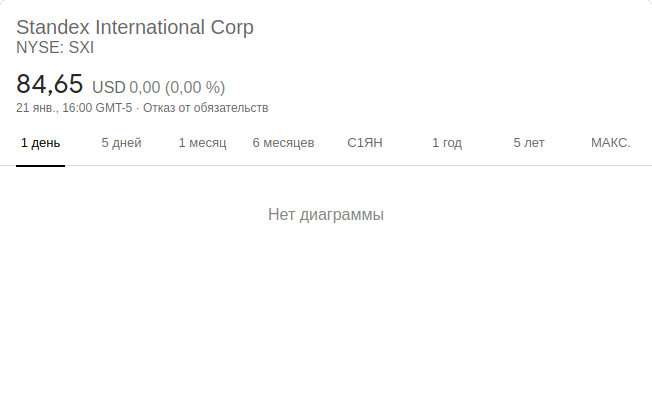 Standex International Corp
NYSE: SXI
84,65 USD 0,00 (0,00 %)
21 янв., 16:00 GMT-5 · Отказ от обязательств
1 день 5 дней 1 месяц 6 месяцев С1ЯН 1 год 5 лет МАКС.
Нет диаграммы